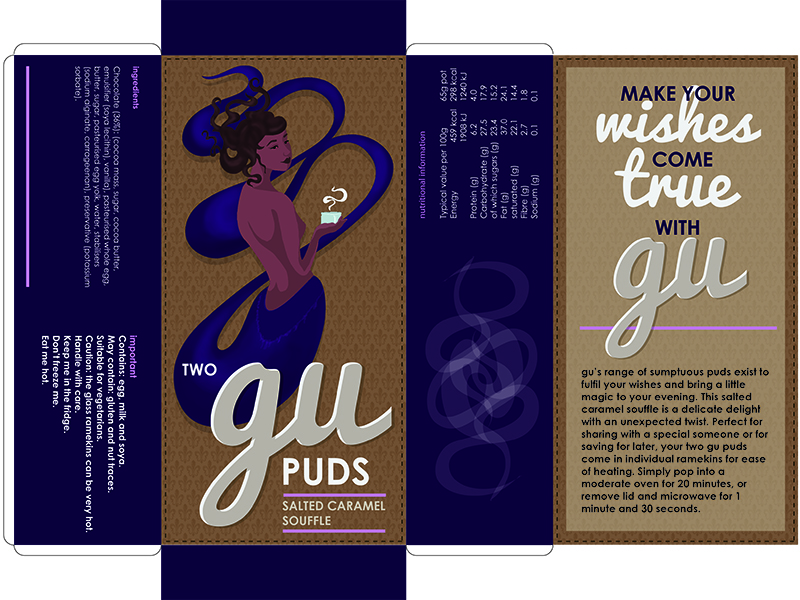 ingredients
Chocolate (36%): (cocoa mass, sugar, cocoa butter,
emulsifier (soya lecithin), vanilla), pasteurised whole egg,
butter, sugar, pasteurised egg yolk, water, stabilisers
(sodium alginate, carrageenan), preservative (potassium
sorbate).
important
Contains: egg, milk and soya.
May contain: gluten and nut traces.
Suitable for vegetarians.
Caution: the glass ramekins can be very hot.
Handle with care.
Keep me in the fridge.
Don't freeze me.
Eat me hot.
TWO
gu
PUDS
SALTED CARAMEL
SOUFFLE
nutritional information
Typical value per 100g 65g pot
Energy 459 kcal 298 kcal
1908 kJ 1240 kJ
Protein (g) 6.2 4.0
Carbohydrate (g) 27.5 17.9
of which sugars (g) 23.4 15.2
Fat (g) 37.0 24.1
saturated (g) 22.1 14.4
Fibre (g) 2.7 1.8
Sodium (g) 0.1 0.1
MAKE YOUR
wishes
COME
true
WITH
gu
gu's range of sumptuous puds exist to
fulfil your wishes and bring a little
magic to your evening. This salted
caramel souffle is a delicate delight
with an unexpected twist. Perfect for
sharing with a special someone or for
saving for later, your two gu puds
come in individual ramekins for ease
of heating. Simply pop into a
moderate oven for 20 minutes, or
remove lid and microwave for 1
minute and 30 seconds.